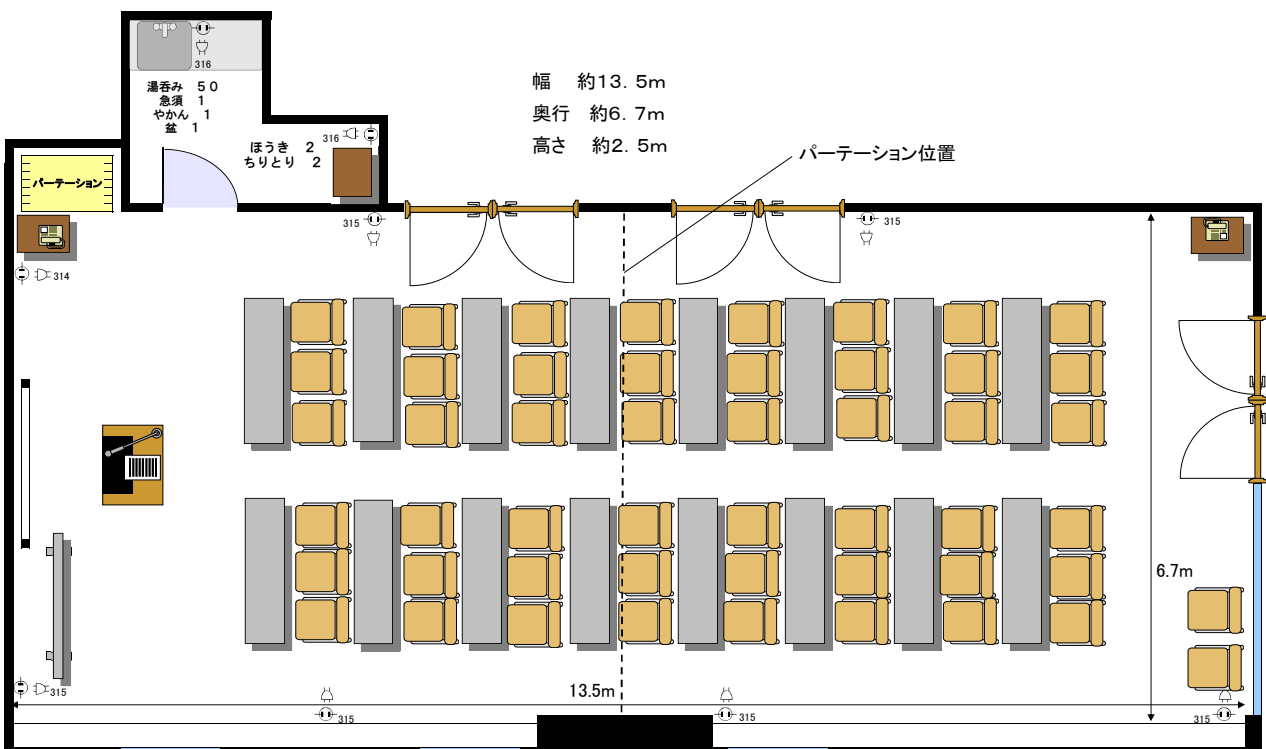 316
湯呑み 50
急須 1
やかん 1
盆 1
ほうき 2
ちりとり 2
316
幅 約13.5m
奥行 約6.7m
高さ 約2.5m
パーテーション位置
パーテーション
315
315
314
6.7m
13.5m
315
315
315
315